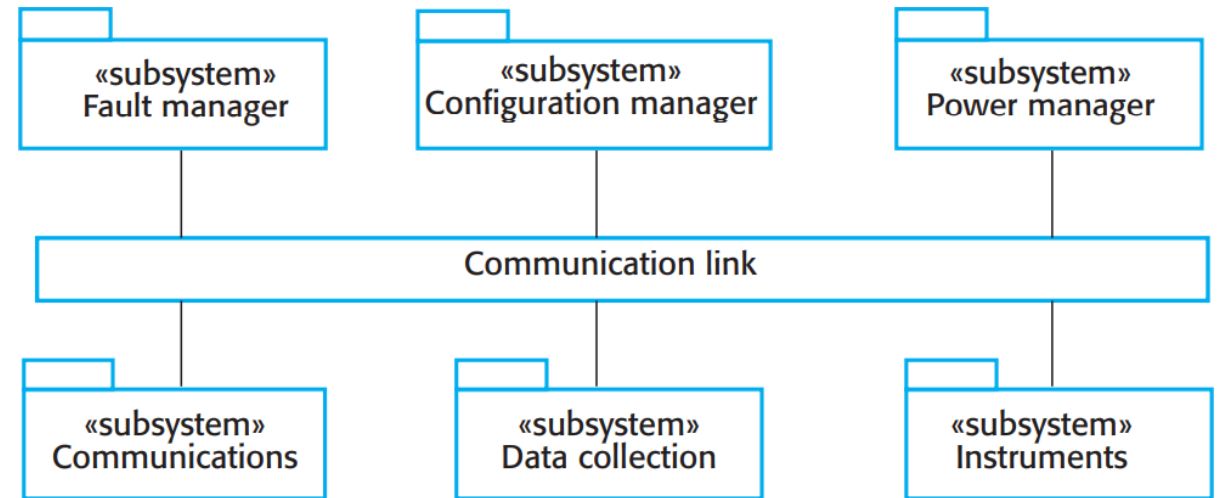 «subsystem»
Fault manager
«subsystem»
Configuration manager
«subsystem»
Power manager
Communication link
«subsystem»
Communications
«subsystem»
Data collection
«subsystem»
Instruments